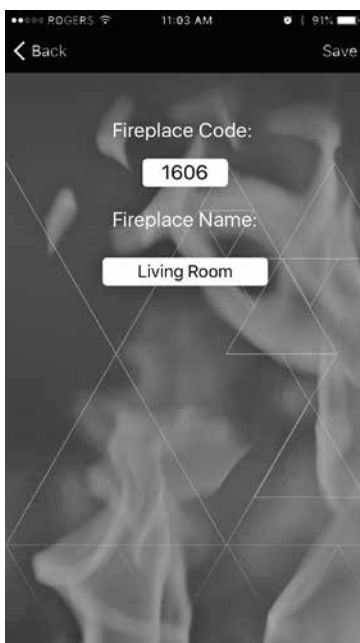 ROGERS 11:03 AM 91%
Back Save
Fireplace Code:
1606
Fireplace Name:
Living Room